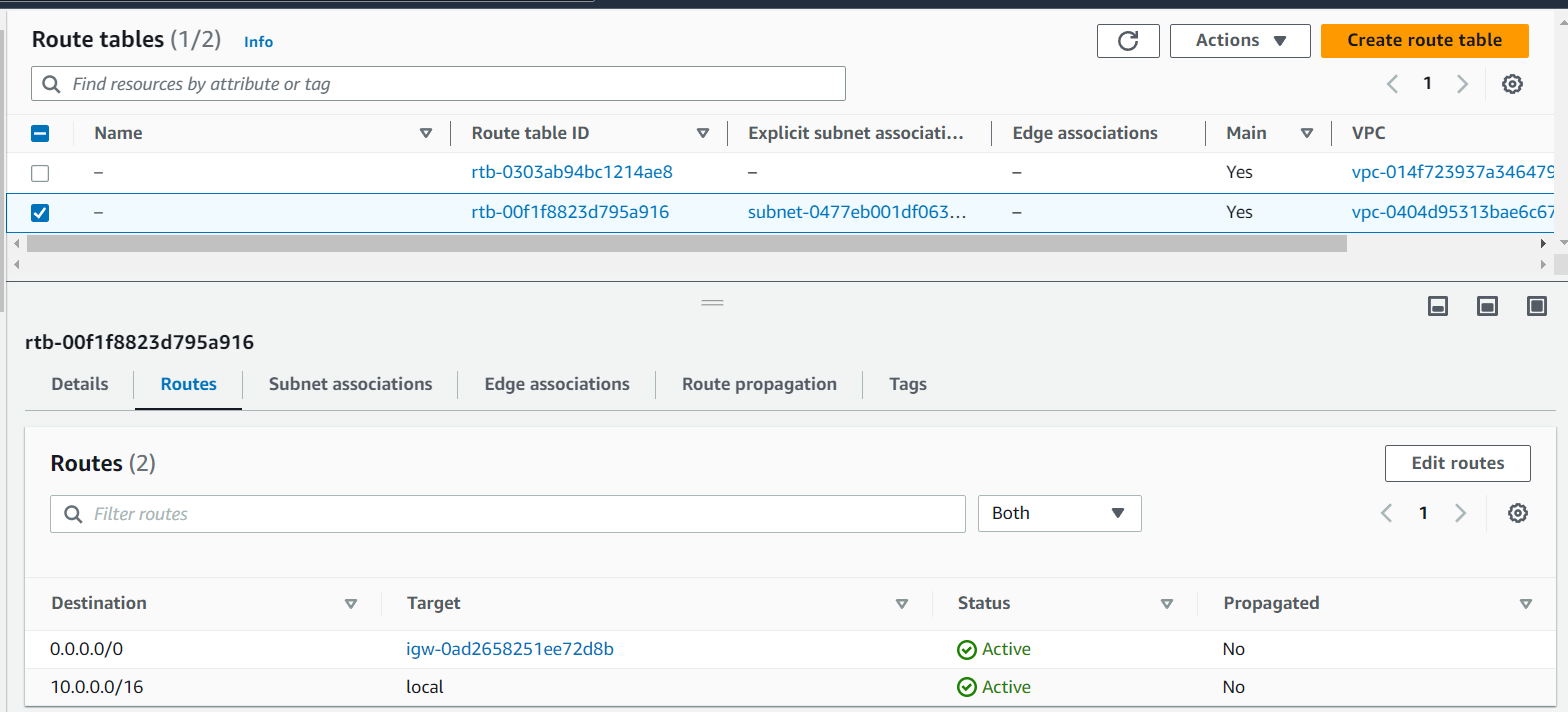 Route tables (1/2) Info
Actions
Create route table
Find resources by attribute or tag
1
Name Route table ID Explicit subnet associati... Edge associations Main VPC
– rtb-0303ab94bc1214ae8 – – Yes vpc-014f723937a346479
– rtb-00f1f8823d795a916 subnet-0477eb001df063... – Yes vpc-0404d95313bae6c67
rtb-00f1f8823d795a916
Details Routes Subnet associations Edge associations Route propagation Tags
Routes (2)
Edit routes
Filter routes
Both
1
Destination Target Status Propagated
0.0.0.0/0 igw-0ad2658251ee72d8b Active No
10.0.0.0/16 local Active No